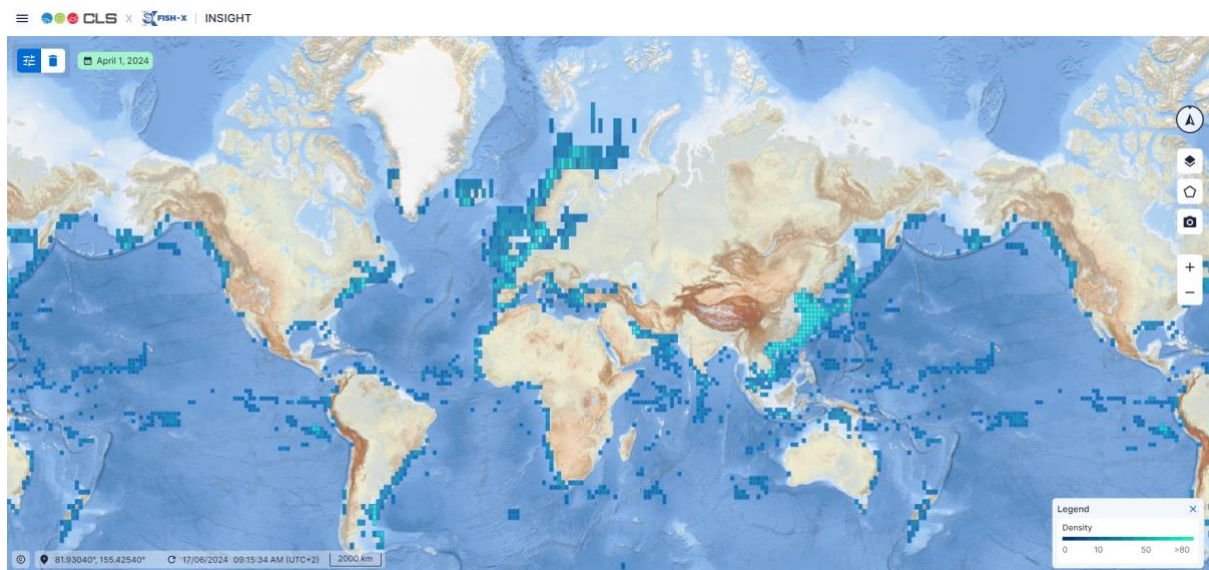 CLS x FISH-X | INSIGHT
April 1, 2024
Legend
Density
0 10 50 >80
81.93040°, 155.42540° 17/06/2024 09:15:34 AM (UTC+2) 2000 km